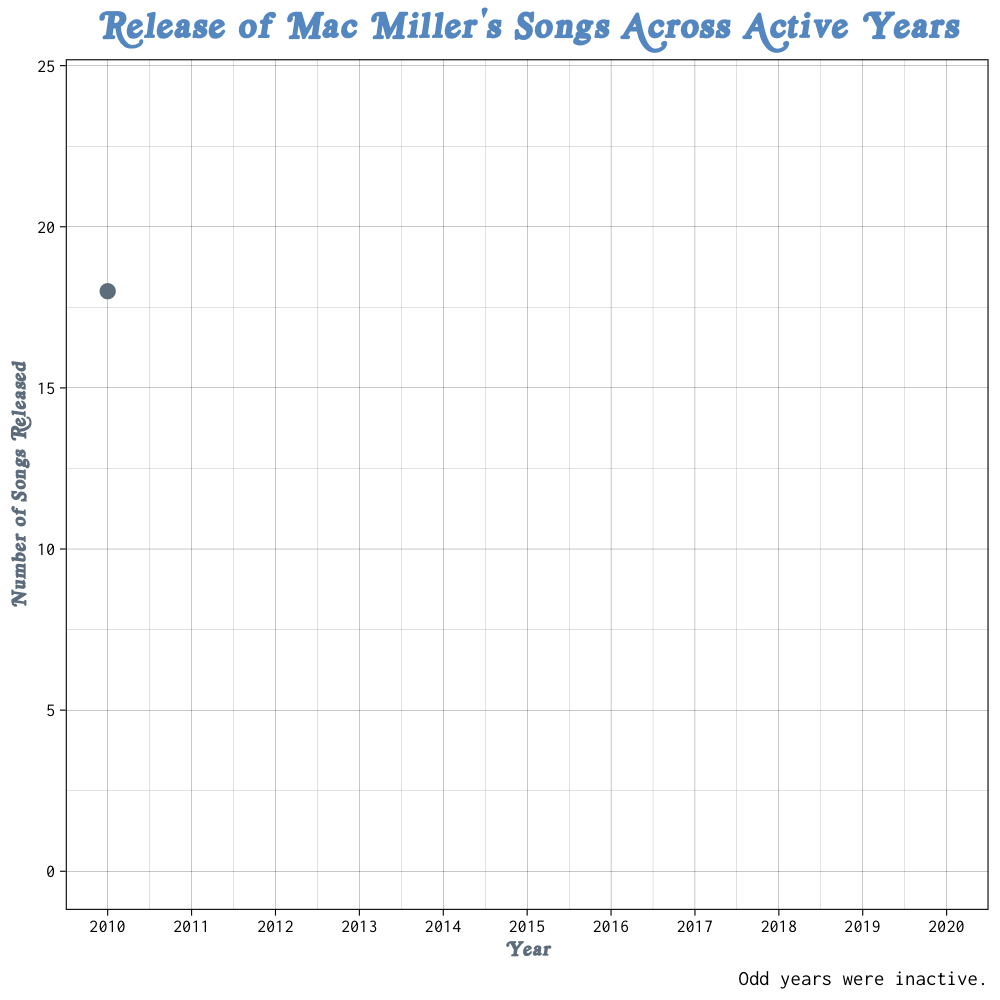 Release of Mac Miller's Songs Across Active Years
25
20
15
10
5
0
Number of Songs Released
2010 2011 2012 2013 2014 2015 2016 2017 2018 2019 2020
Year
Odd years were inactive.